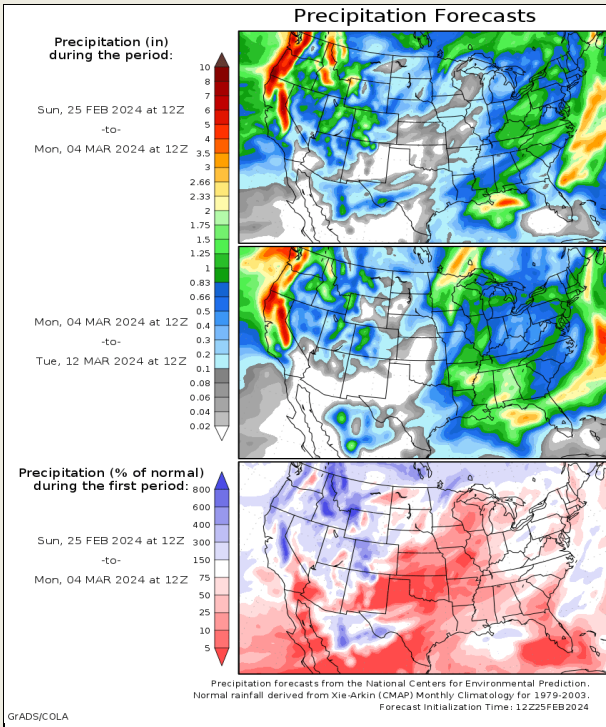 Precipitation Forecasts
Precipitation (in)
during the period:
Sun, 25 FEB 2024 at 12Z
-to-
Mon, 04 MAR 2024 at 12Z
Mon, 04 MAR 2024 at 12Z
-to-
Tue, 12 MAR 2024 at 12Z
10
8
7
6
5
4
3.5
3
2.66
2.33
2
1.75
1.5
1.25
1
0.83
0.66
0.5
0.4
0.3
0.2
0.1
0.08
0.06
0.04
0.02
Precipitation (% of normal)
during the first period:
Sun, 25 FEB 2024 at 12Z
-to-
Mon, 04 MAR 2024 at 12Z
800
600
400
300
150
75
50
25
10
5
Precipitation forecasts from the National Centers for Environmental Prediction.
Normal rainfall derived from Xie-Arkin (CMAP) Monthly Climatology for 1979-2003.
Forecast Initialization Time: 12Z25FEB2024
GrADS/COLA